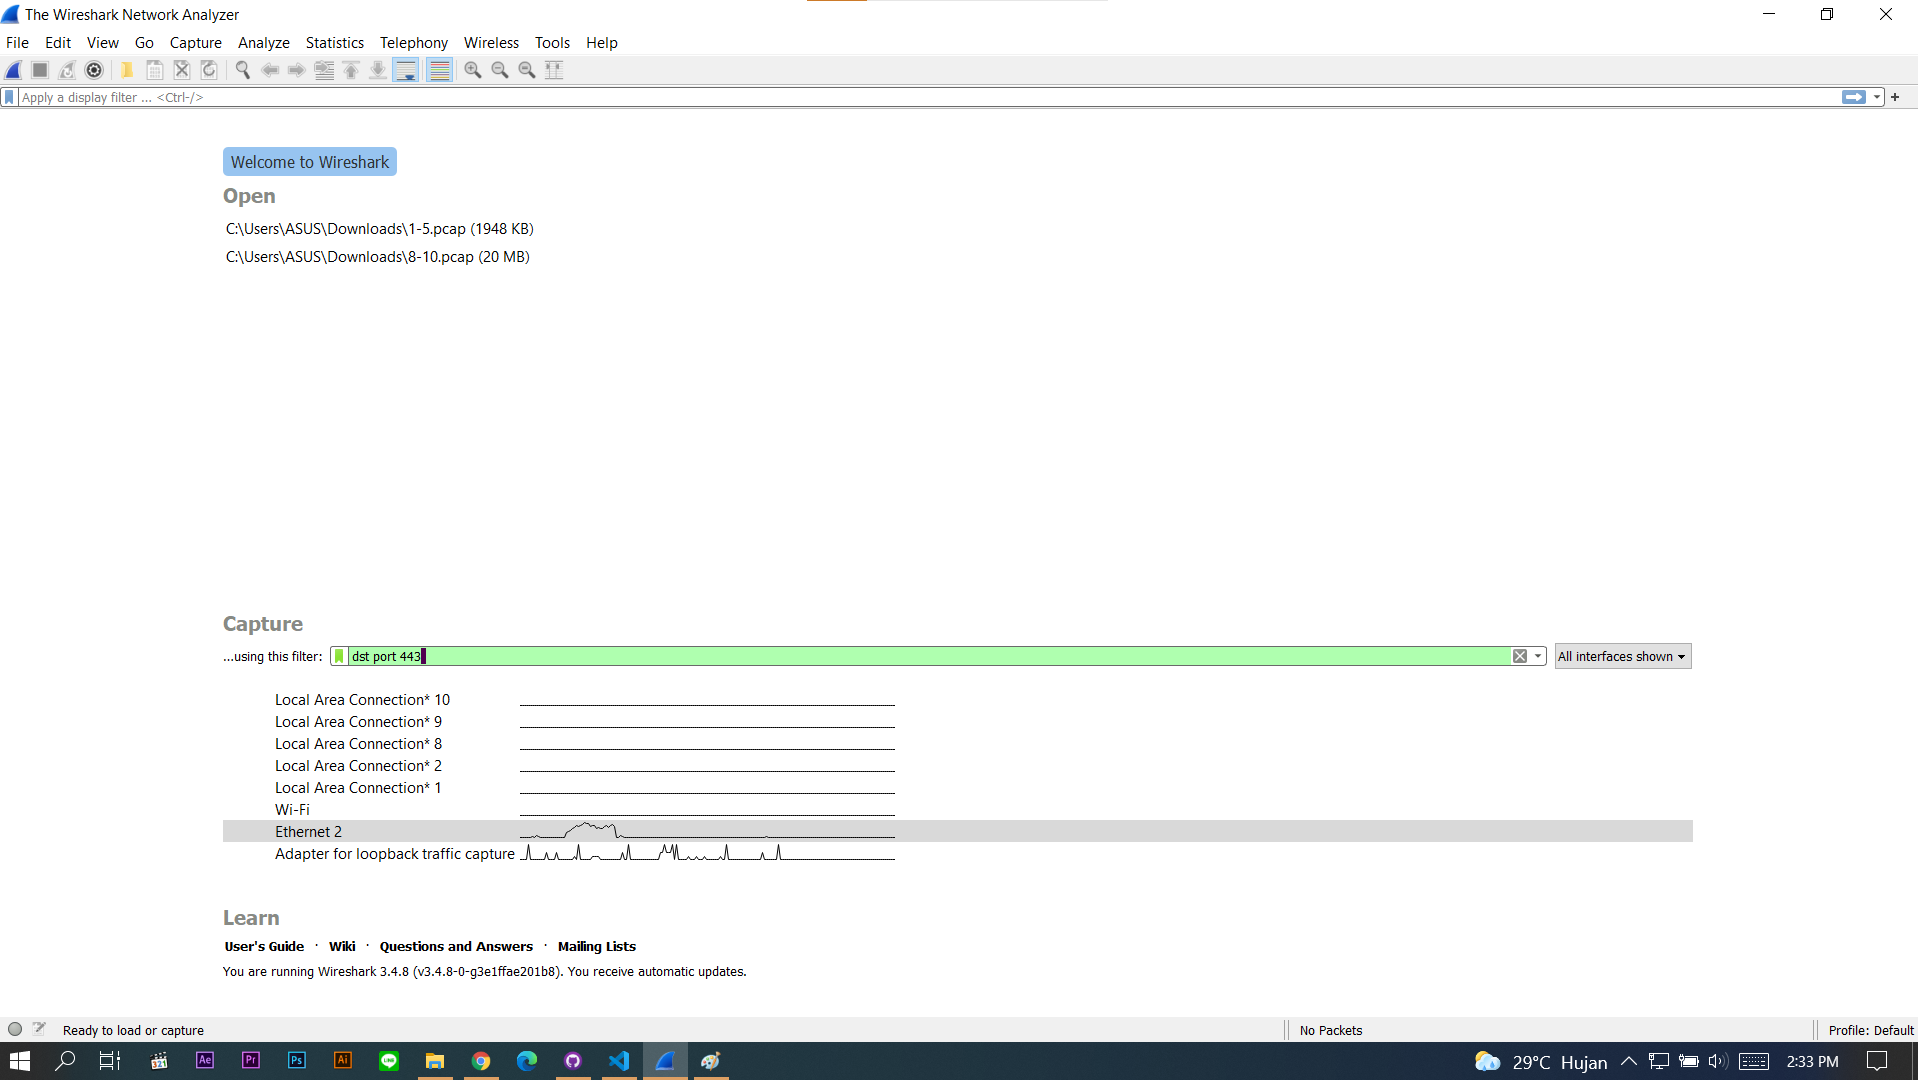 The Wireshark Network Analyzer
File Edit View Go Capture Analyze Statistics Telephony Wireless Tools Help
Apply a display filter ... <Ctrl-/>
Welcome to Wireshark
Open
C:\Users\ASUS\Downloads\1-5.pcap (1948 KB)
C:\Users\ASUS\Downloads\8-10.pcap (20 MB)
Capture
...using this filter: dst port 443 All interfaces shown
Local Area Connection* 10
Local Area Connection* 9
Local Area Connection* 8
Local Area Connection* 2
Local Area Connection* 1
Wi-Fi
Ethernet 2
Adapter for loopback traffic capture
Learn
User's Guide · Wiki · Questions and Answers · Mailing Lists
You are running Wireshark 3.4.8 (v3.4.8-0-g3e1ffae201b8). You receive automatic updates.
Ready to load or capture No Packets Profile: Default
321 Ae Pr Ps Ai LINE 29°C Hujan 2:33 PM